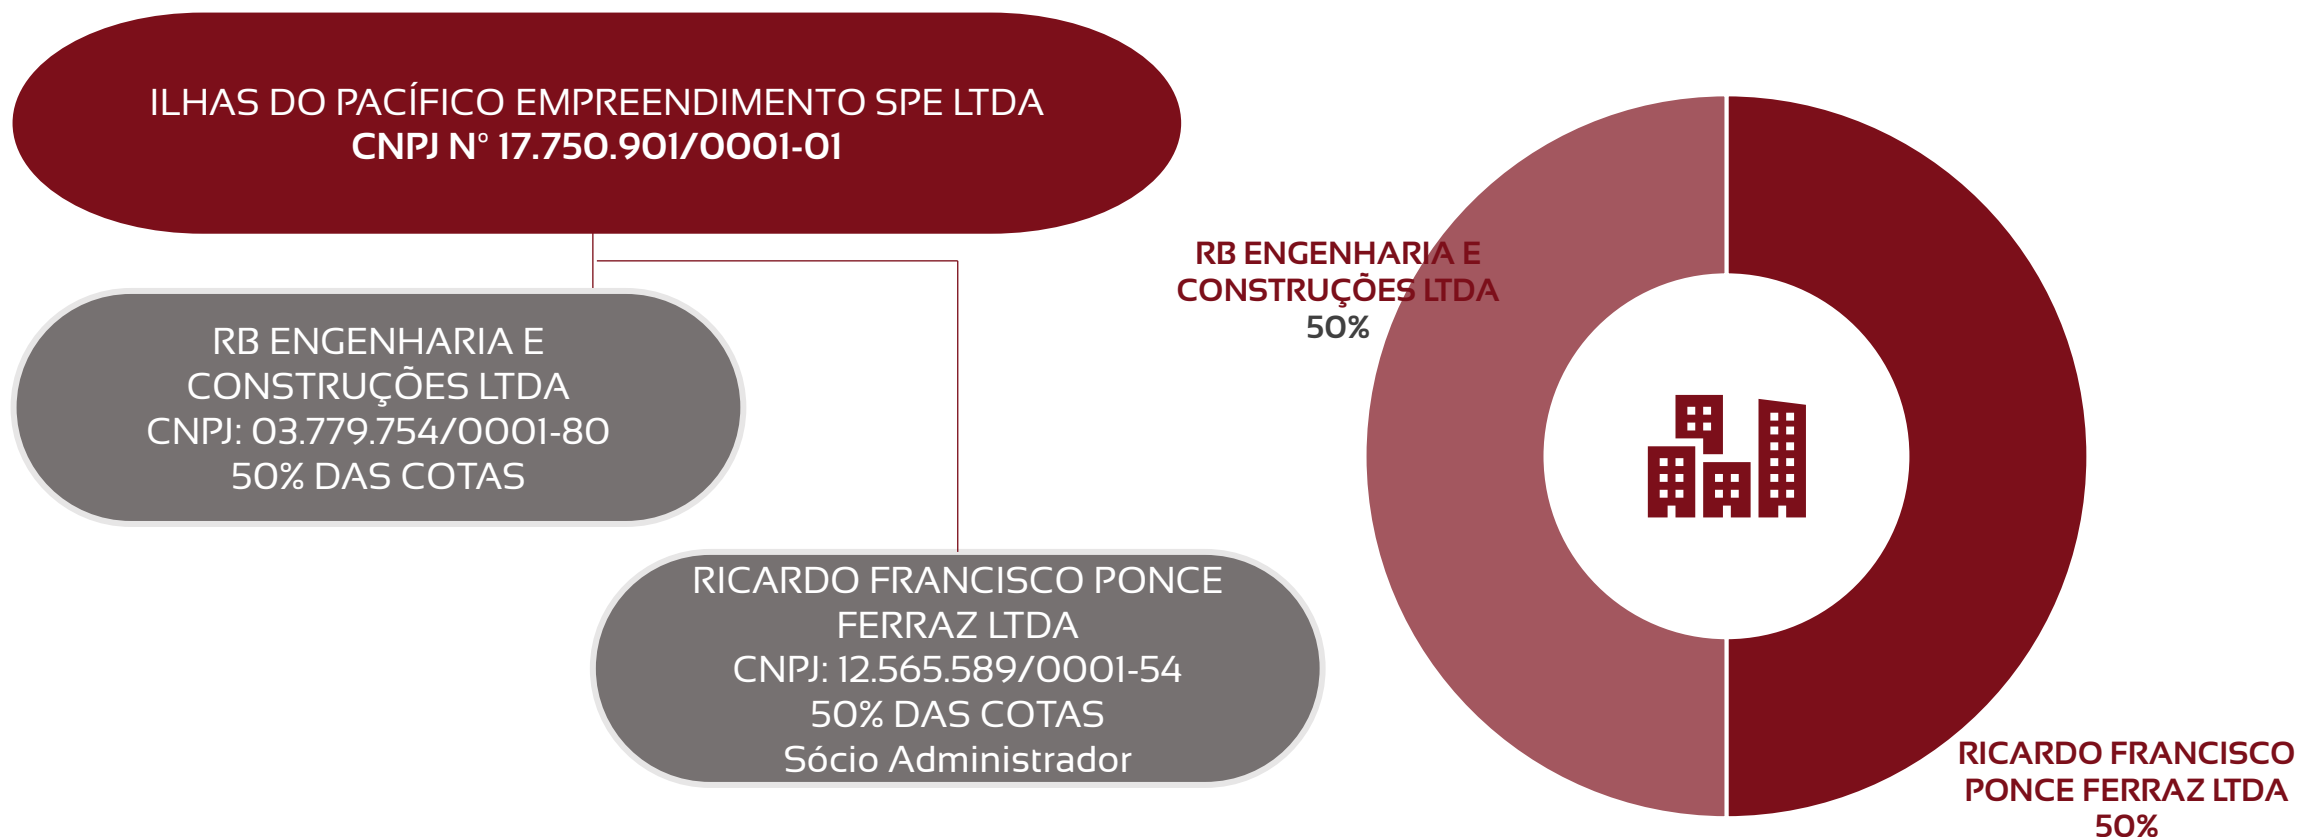 ILHAS DO PACÍFICO EMPREENDIMENTO SPE LTDA
CNPJ N° 17.750.901/0001-01
RB ENGENHARIA E
CONSTRUÇÕES LTDA
CNPJ: 03.779.754/0001-80
50% DAS COTAS
RICARDO FRANCISCO PONCE
FERRAZ LTDA
CNPJ: 12.565.589/0001-54
50% DAS COTAS
Sócio Administrador
RB ENGENHARIA E
CONSTRUÇÕES LTDA
50%
RICARDO FRANCISCO
PONCE FERRAZ LTDA
50%